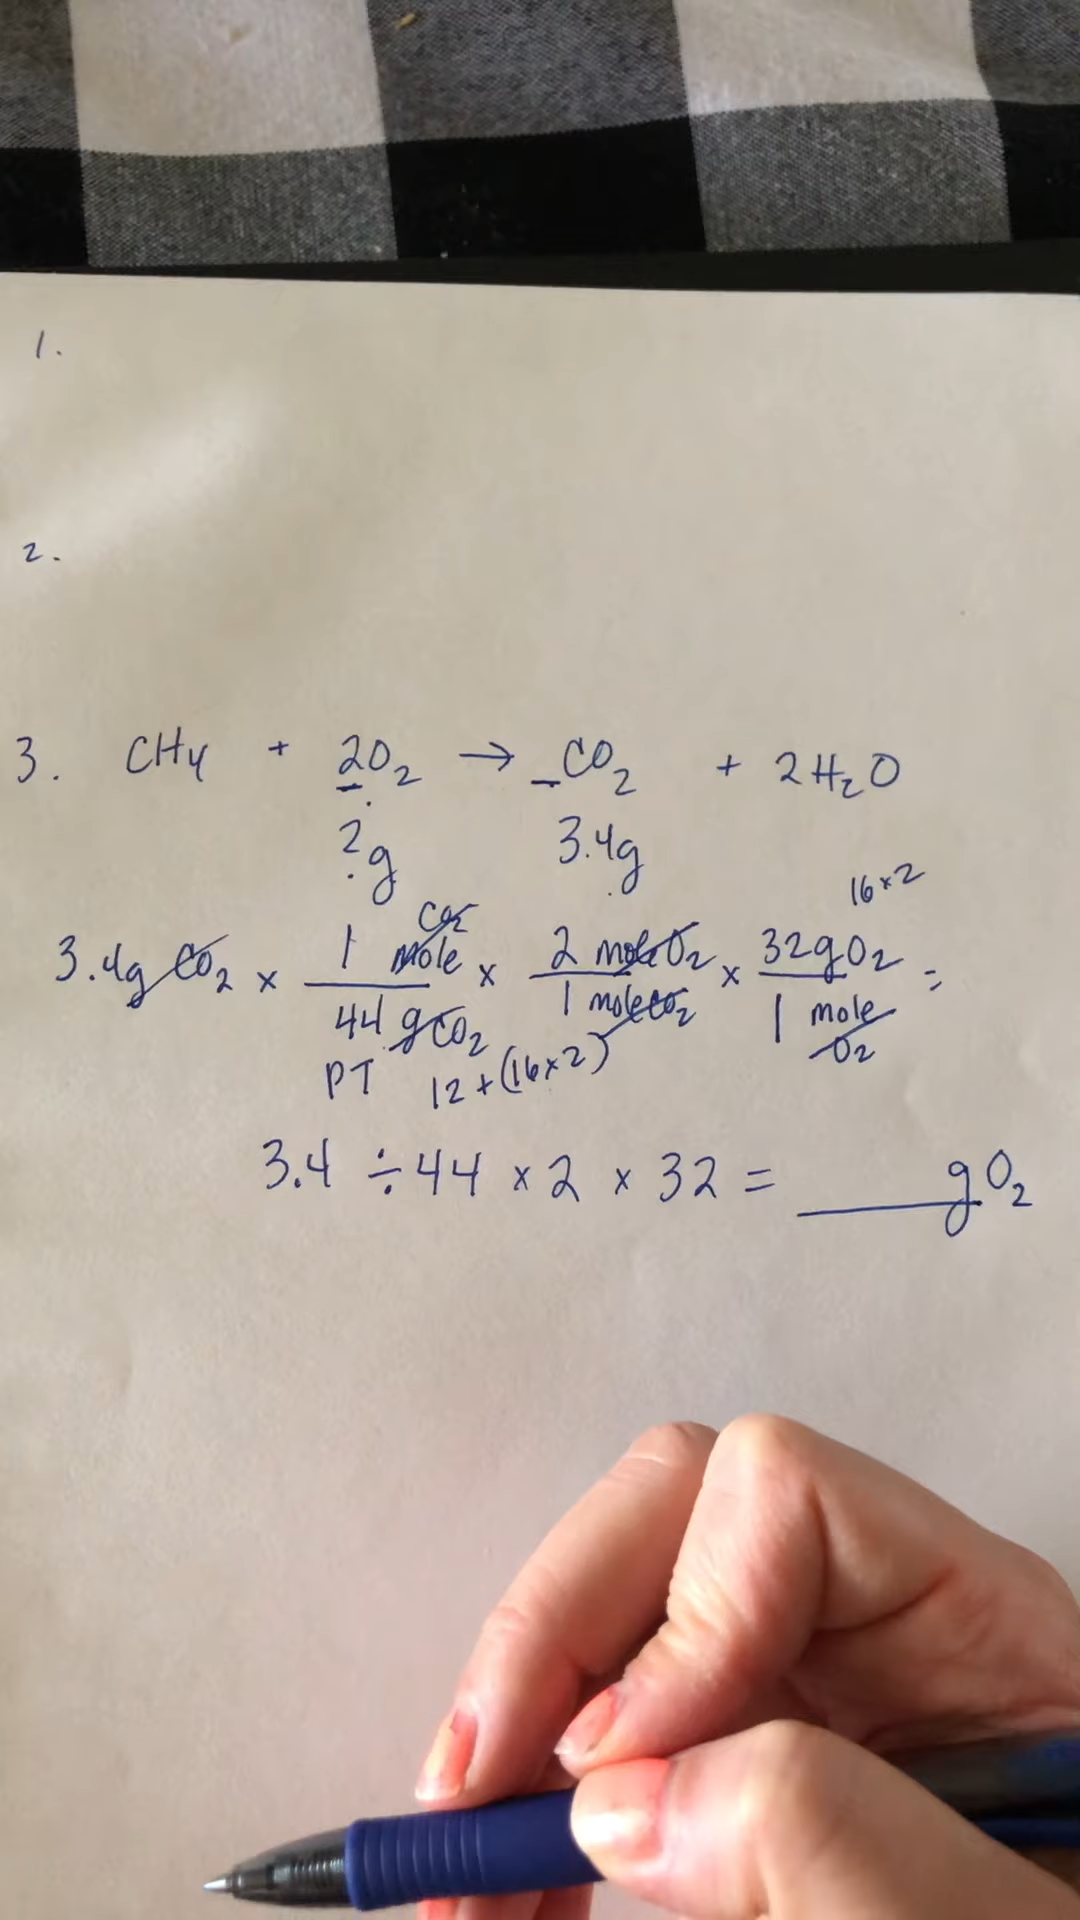 1.
2.
3. CH4 + 2O2 → _CO2 + 2H2O
?g 3.4g
16×2
3.4g CO2 × 1 mole CO2 / 44 gCO2 × 2 mole O2 / 1 mole CO2 × 32g O2 / 1 mole O2 =
PT 12+(16×2)
3.4 ÷ 44 × 2 × 32 = ____ g O2